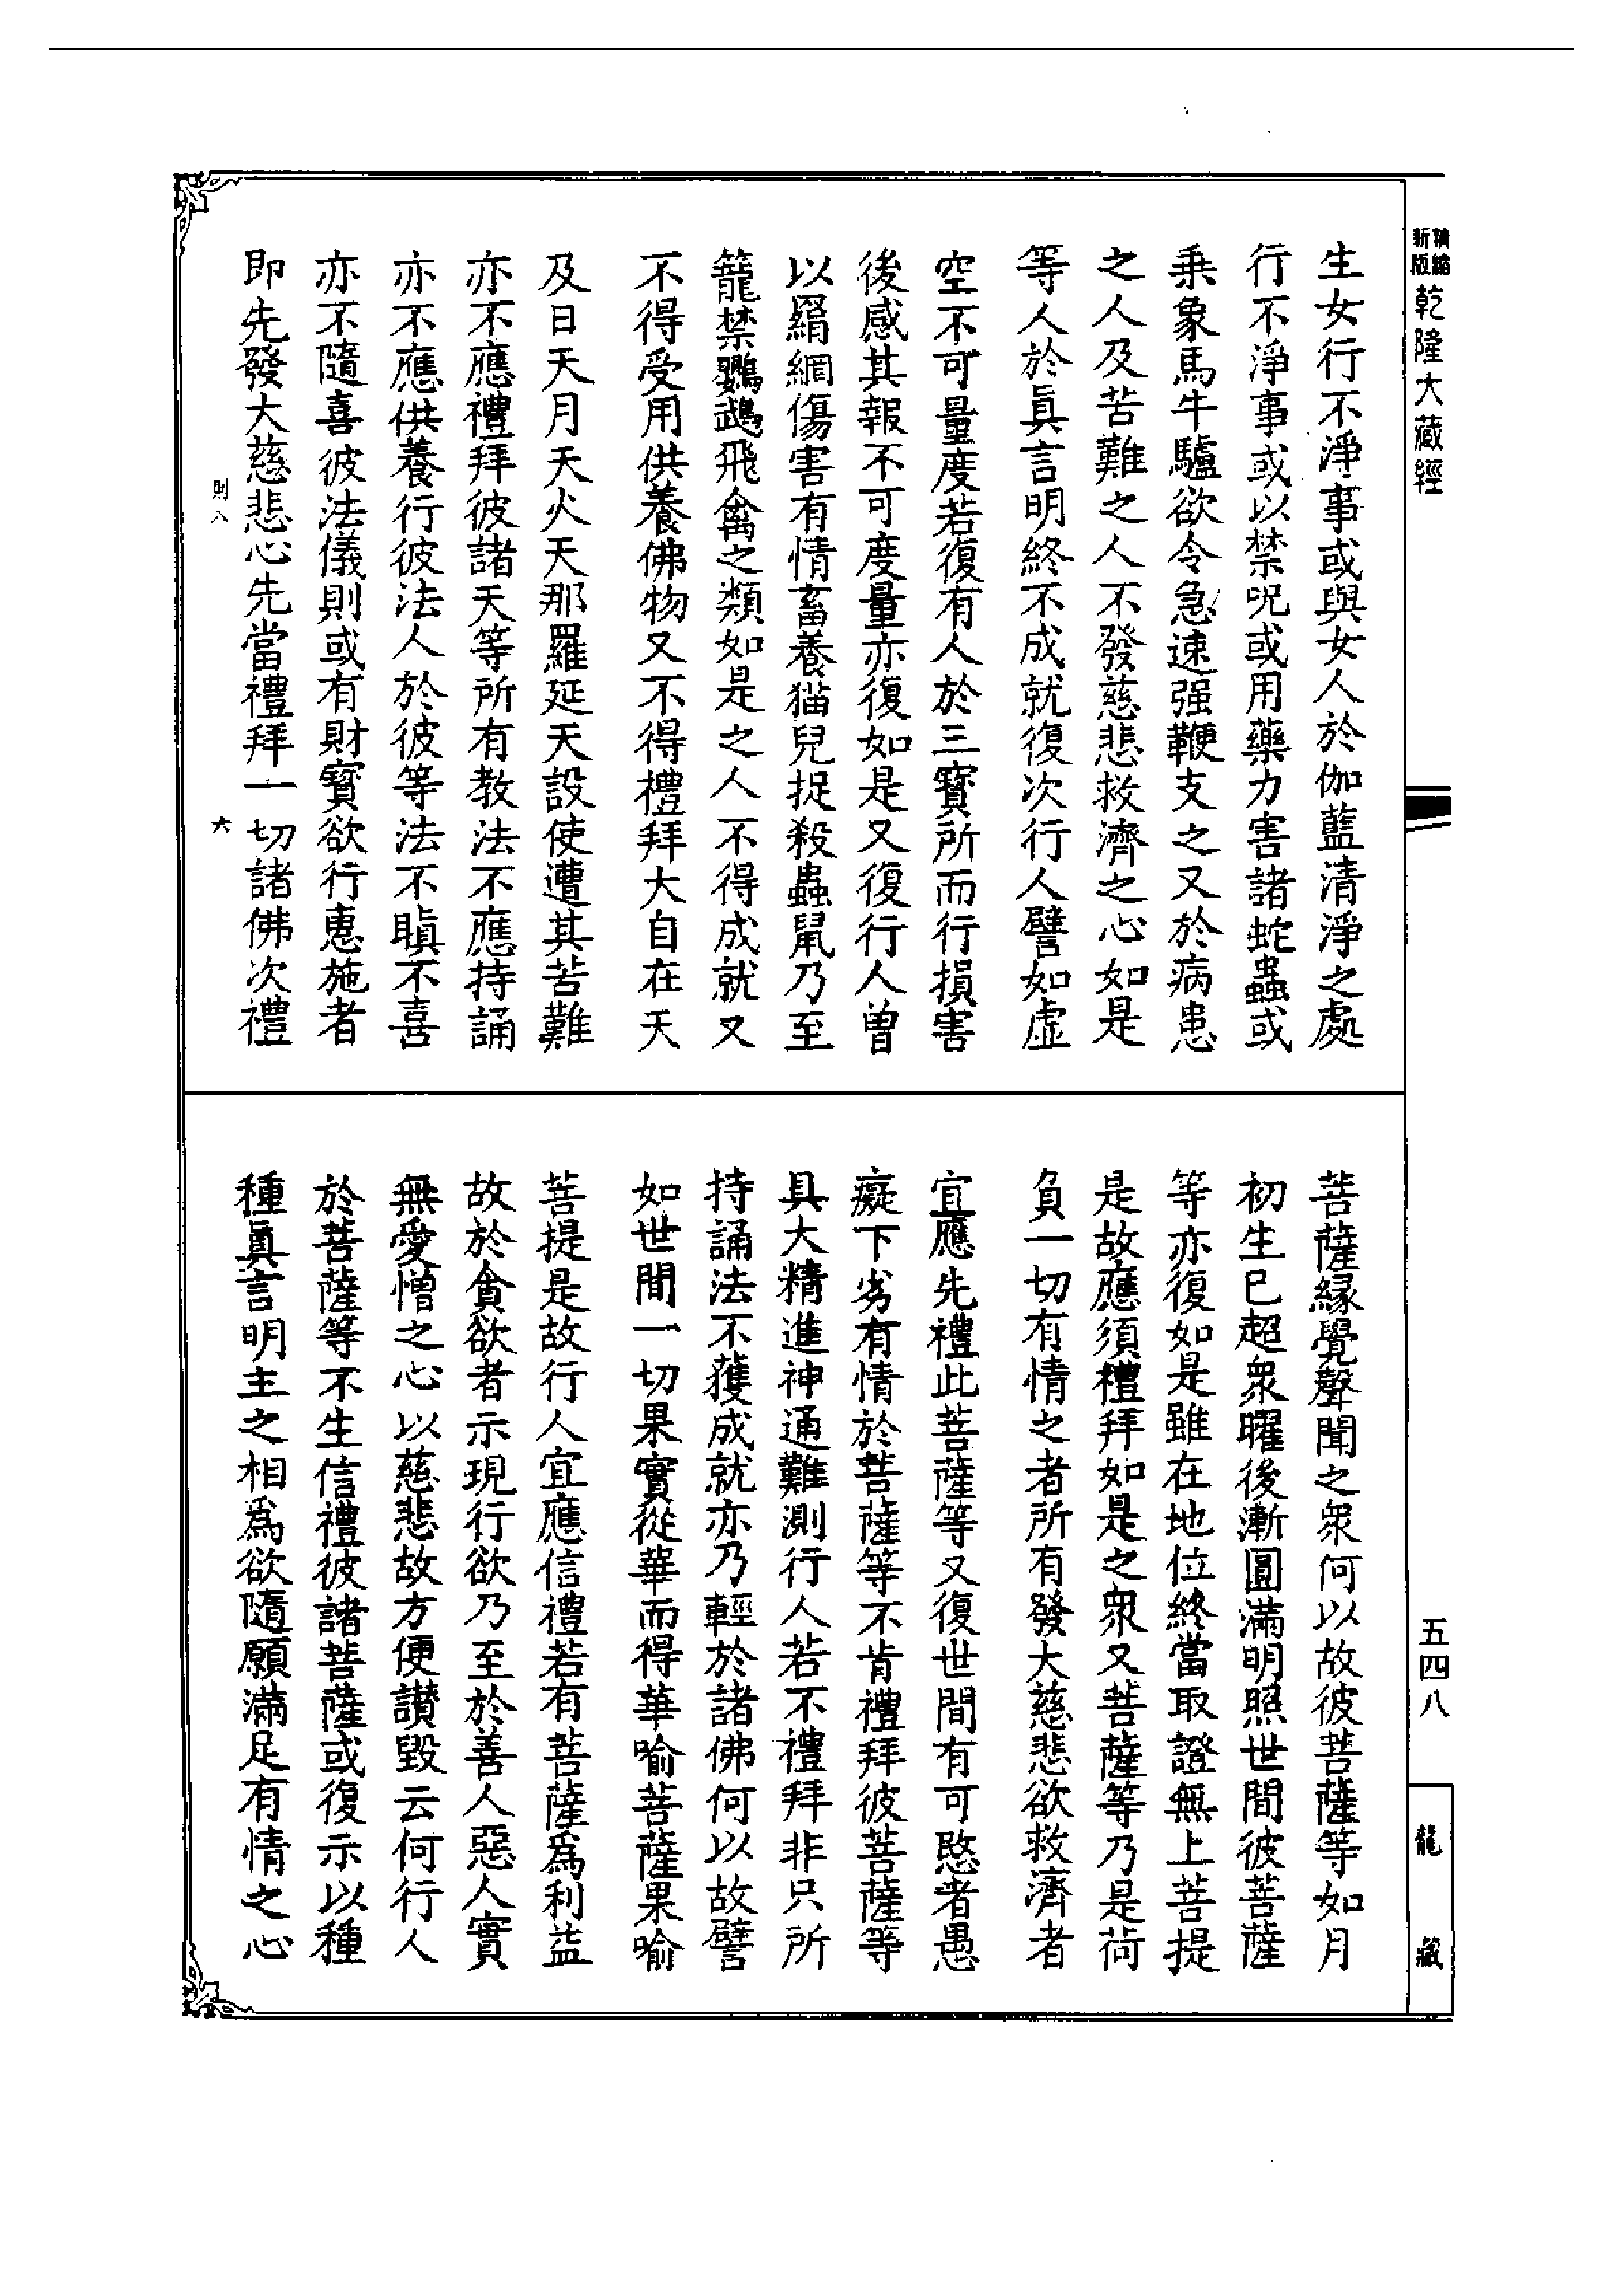 新版精縮乾隆大藏經
生女行不淨事或與女人於伽藍清淨之處
行不淨事或以禁呪或用藥力害諸蛇蟲或
乗象馬牛驢欲令急速强鞭支之又於病患
之人及苦難之人不發慈悲救濟之心如是
等人於眞言明終不成就復次行人譬如虛
空不可量度若復有人於三寶所而行損害
後感其報不可度量亦復如是又復行人曾
以羂網傷害有情畜養猫兒捉殺蟲鼠乃至
籠禁鸚鵡飛禽之類如是之人不得成就又
不得受用供養佛物又不得禮拜大自在天
及日天月天火天那羅延天設使遭其苦難
亦不應禮拜彼諸天等所有教法不應持誦
亦不應供養行彼法人於彼等法不瞋不喜
亦不隨喜彼法儀則或有財寶欲行惠施者
即先發大慈悲心先當禮拜一切諸佛次禮
則八 六
菩薩緣覺聲聞之衆何以故彼菩薩等如月
初生已超衆曜後漸圓滿明照世間彼菩薩
等亦復如是雖在地位終當取證無上菩提
是故應須禮拜如是之衆又菩薩等乃是荷
負一切有情之者所有發大慈悲欲救濟者
宜應先禮此菩薩等又復世間有可愍者愚
癡下劣有情於菩薩等不肯禮拜彼菩薩等
具大精進神通難測行人若不禮拜非只所
持誦法不獲成就亦乃輕於諸佛何以故譬
如世間一切果實從華而得華喻菩薩果喻
菩提是故行人宜應信禮若有菩薩爲利益
故於貪欲者示現行欲乃至於善人惡人實
無愛憎之心以慈悲故方便讃毀云何行人
於菩薩等不生信禮彼諸菩薩或復示以種
種眞言明主之相爲欲隨願滿足有情之心
五四八
龍藏